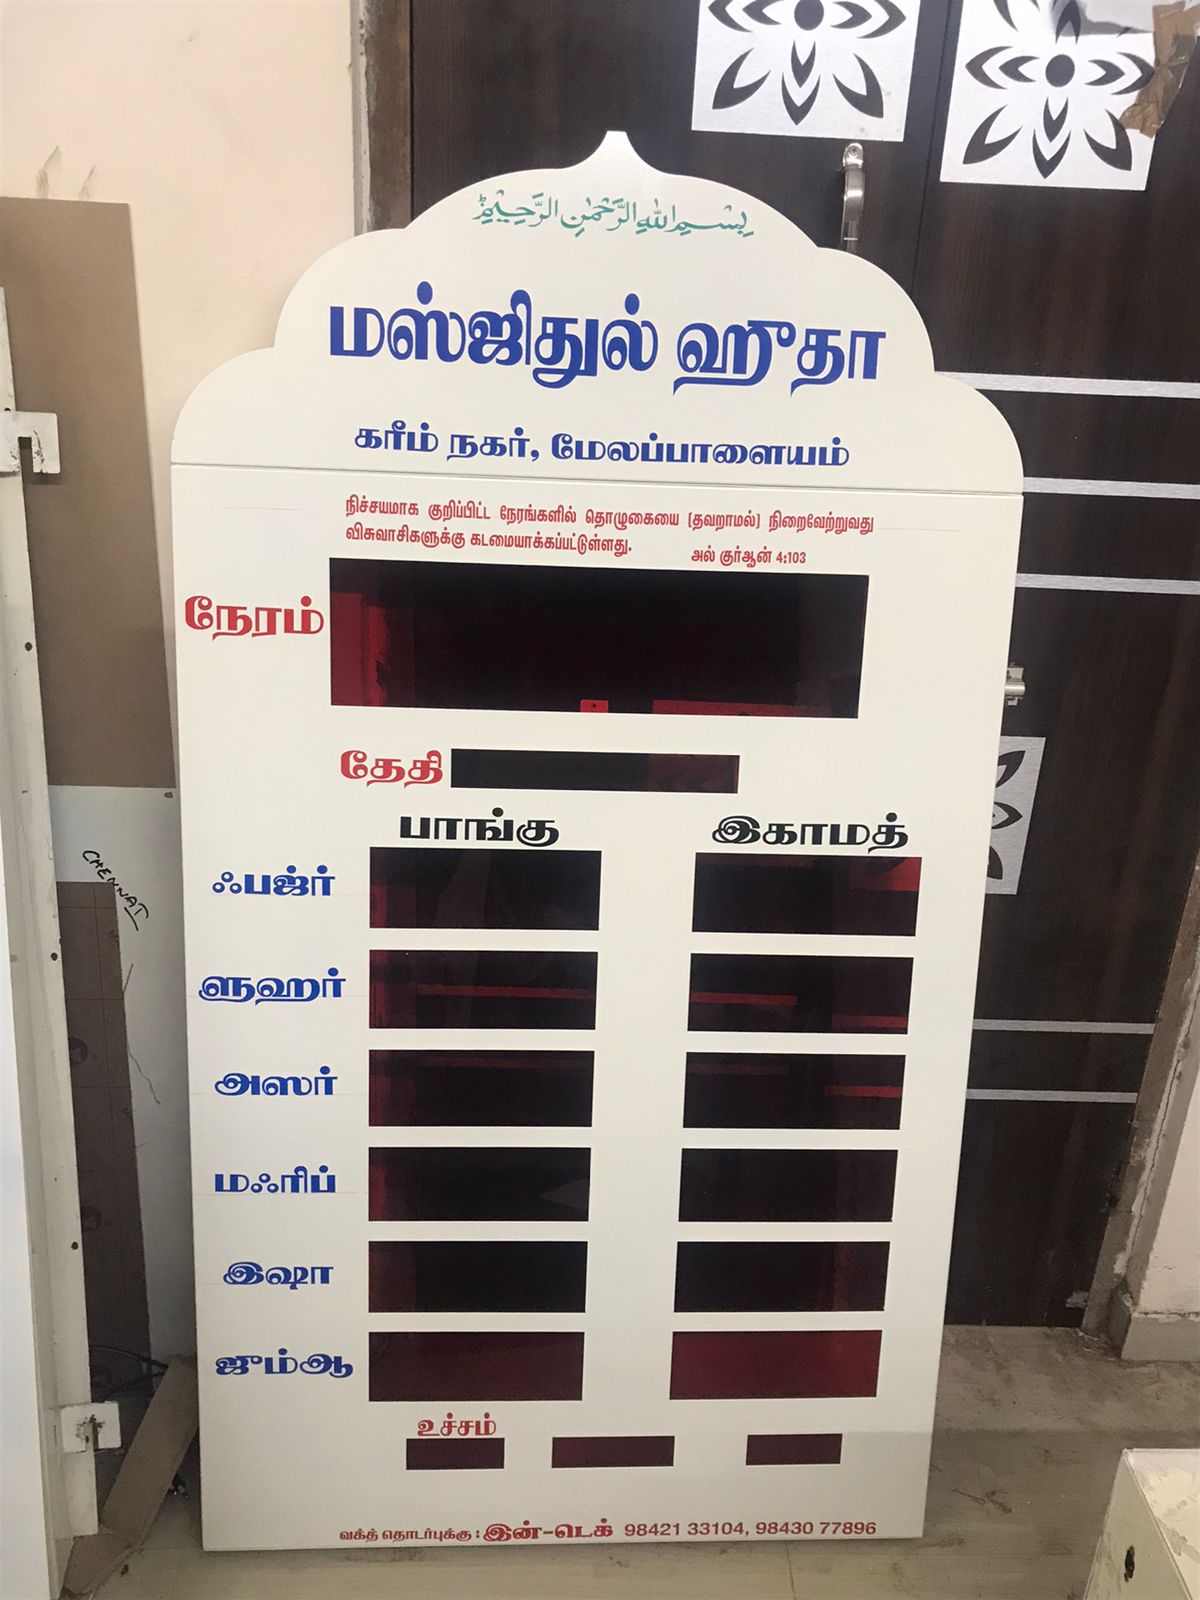 بِسْمِ اللهِ الرَّحْمٰنِ الرَّحِيْمِ
மஸ்ஜிதுல் ஹுதா
கரீம் நகர், மேலப்பாளையம்
நிச்சயமாக குறிப்பிட்ட நேரங்களில் தொழுகையை (தவறாமல்) நிறைவேற்றுவது
விசுவாசிகளுக்கு கடமையாக்கப்பட்டுள்ளது. அல் குர்ஆன் 4:103
நேரம்
தேதி
பாங்கு இகாமத்
ஃபஜ்ர்
ளுஹர்
அஸர்
மஃரிப்
இஷா
ஜும்ஆ
உச்சம்
வக்த் தொடர்புக்கு : இன்-டெக் 98421 33104, 98430 77896
CHENNAI